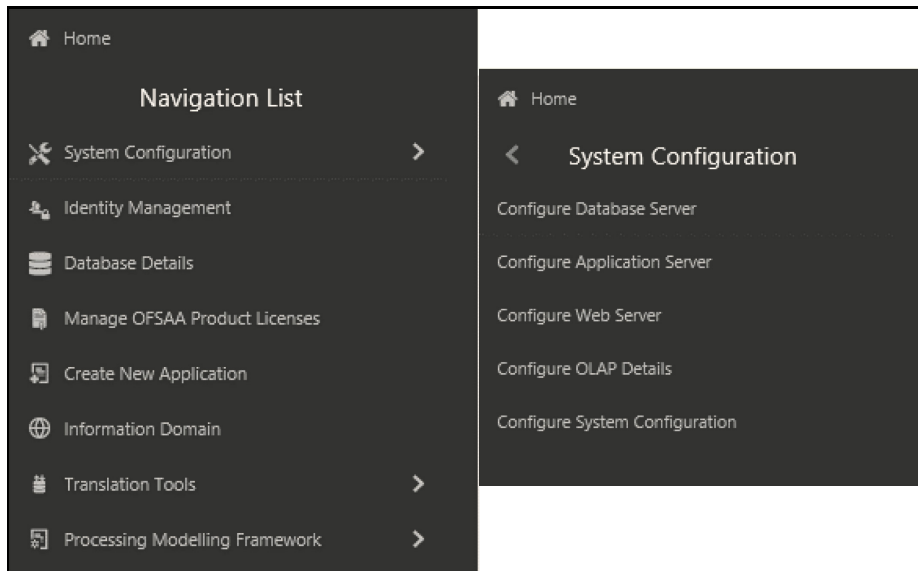 Home
Navigation List
System Configuration
Identity Management
Database Details
Manage OFSAA Product Licenses
Create New Application
Information Domain
Translation Tools
Processing Modelling Framework
Home
System Configuration
Configure Database Server
Configure Application Server
Configure Web Server
Configure OLAP Details
Configure System Configuration